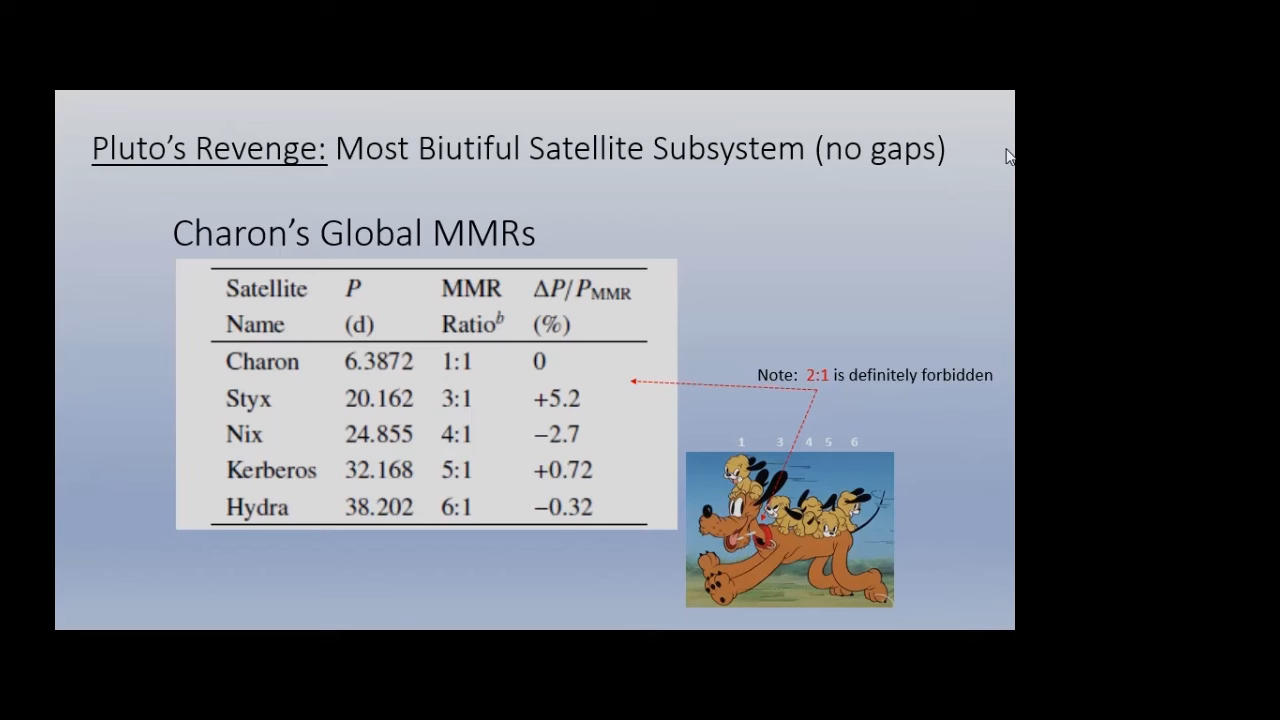 Pluto's Revenge: Most Biutiful Satellite Subsystem (no gaps)
Charon's Global MMRs
Satellite P MMR ΔP/P_MMR
Name (d) Ratio^b (%)
Charon 6.3872 1:1 0
Styx 20.162 3:1 +5.2
Nix 24.855 4:1 −2.7
Kerberos 32.168 5:1 +0.72
Hydra 38.202 6:1 −0.32
Note: 2:1 is definitely forbidden
1 3 4 5 6